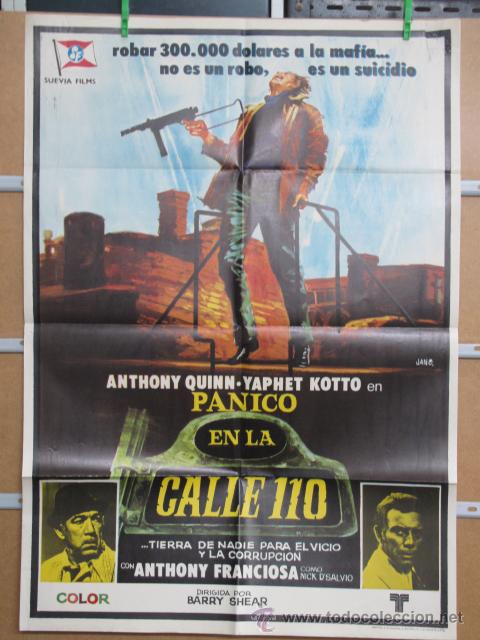 robar 300.000 dolares a la mafia...
no es un robo, es un suicidio
SUEVIA FILMS
JANO
ANTHONY QUINN·YAPHET KOTTO en
PANICO
EN LA
CALLE 110
...TIERRA DE NADIE PARA EL VICIO
Y LA CORRUPCION
CON ANTHONY FRANCIOSA COMO NICK D'SALVIO
DIRIGIDA POR
BARRY SHEAR
COLOR
www.todocoleccion.net